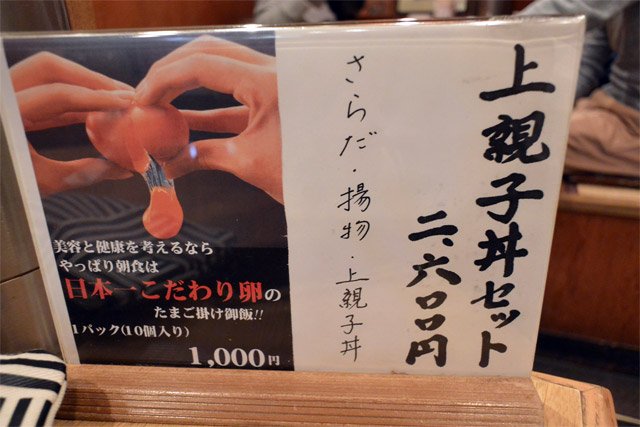 上親子丼セット
二、六〇〇円
さらだ・揚物・上親子丼
美容と健康を考えるなら
やっぱり朝食は
日本一こだわり卵の
たまご掛け御飯!!
1パック(10個入り)
1,000円